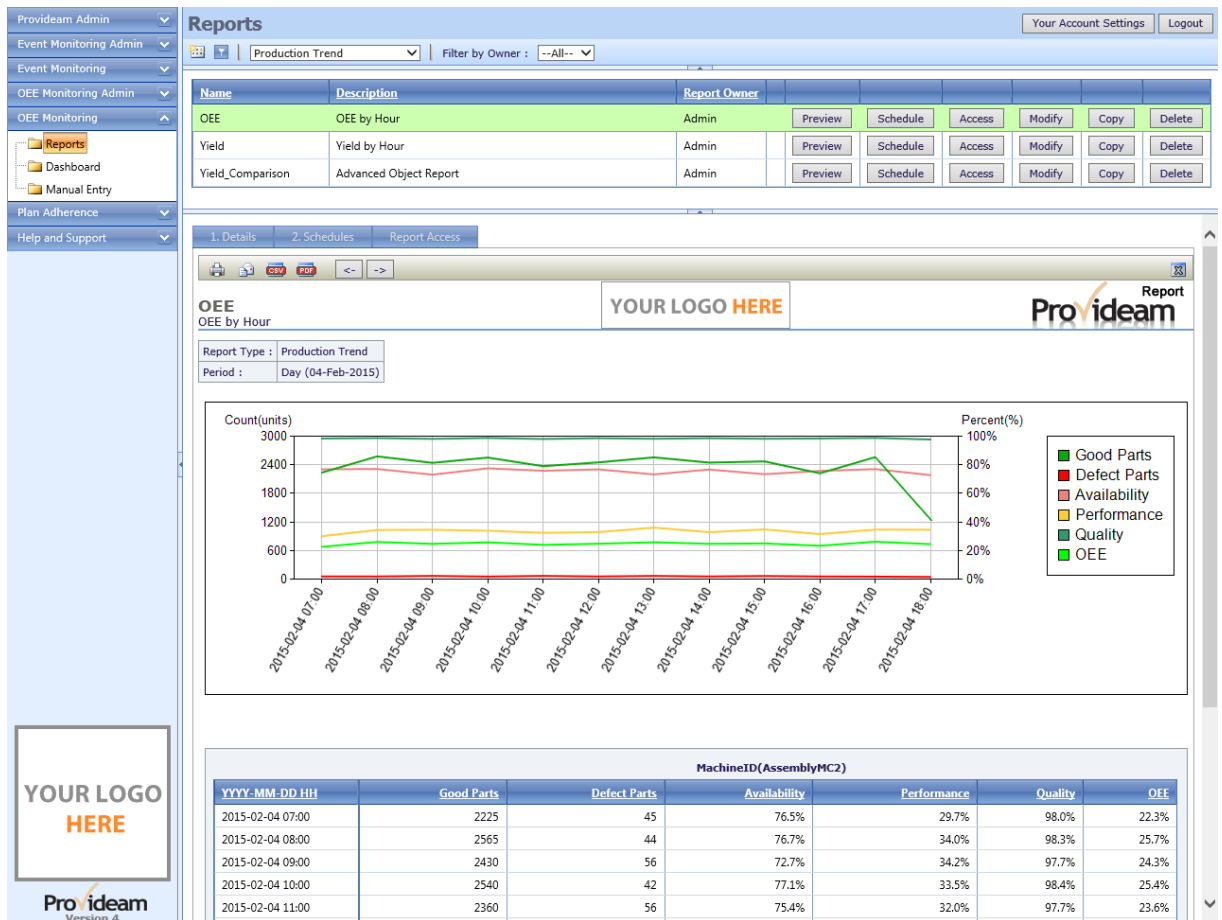 Provideam Admin
Event Monitoring Admin
Event Monitoring
OEE Monitoring Admin
OEE Monitoring
Reports
Dashboard
Manual Entry
Plan Adherence
Help and Support
YOUR LOGO
HERE
Provideam
Version 4
Reports
Your Account Settings Logout
Production Trend Filter by Owner : --All--
Name Description Report Owner
OEE OEE by Hour Admin Preview Schedule Access Modify Copy Delete
Yield Yield by Hour Admin Preview Schedule Access Modify Copy Delete
Yield_Comparison Advanced Object Report Admin Preview Schedule Access Modify Copy Delete
1. Details 2. Schedules Report Access
CSV PDF <- ->
OEE
OEE by Hour
YOUR LOGO HERE
Report
Provideam
Report Type : Production Trend
Period : Day (04-Feb-2015)
Count(units) Percent(%)
3000 100%
2400 80%
1800 60%
1200 40%
600 20%
0 0%
2015-02-04 07:00
2015-02-04 08:00
2015-02-04 09:00
2015-02-04 10:00
2015-02-04 11:00
2015-02-04 12:00
2015-02-04 13:00
2015-02-04 14:00
2015-02-04 15:00
2015-02-04 16:00
2015-02-04 17:00
2015-02-04 18:00
Good Parts
Defect Parts
Availability
Performance
Quality
OEE
MachineID(AssemblyMC2)
YYYY-MM-DD HH Good Parts Defect Parts Availability Performance Quality OEE
2015-02-04 07:00 2225 45 76.5% 29.7% 98.0% 22.3%
2015-02-04 08:00 2565 44 76.7% 34.0% 98.3% 25.7%
2015-02-04 09:00 2430 56 72.7% 34.2% 97.7% 24.3%
2015-02-04 10:00 2540 42 77.1% 33.5% 98.4% 25.4%
2015-02-04 11:00 2360 56 75.4% 32.0% 97.7% 23.6%